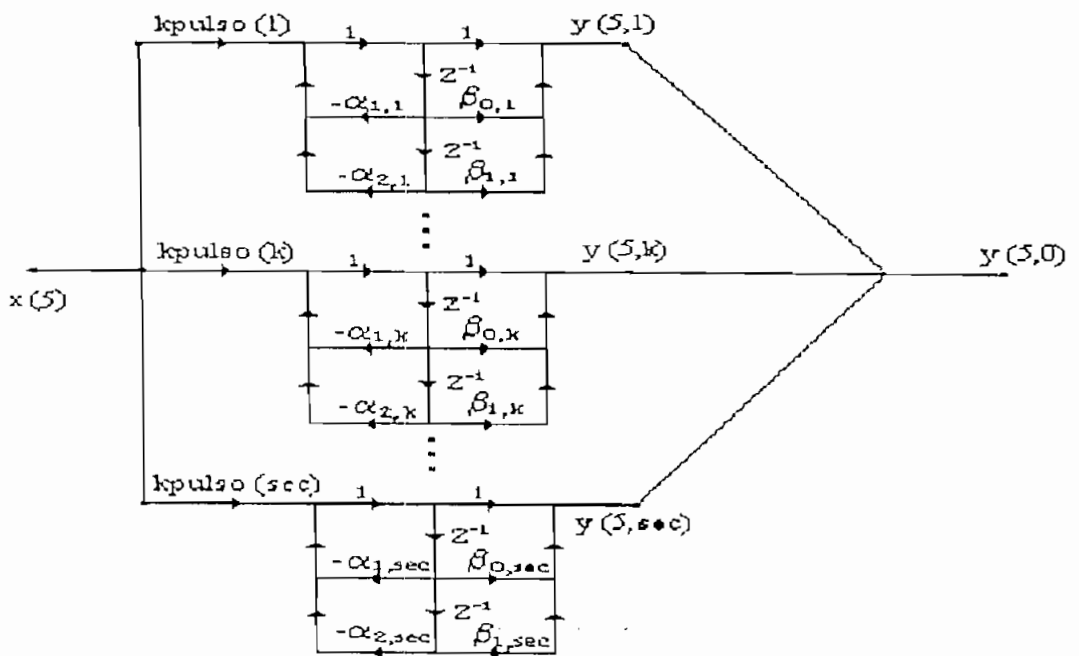 kpulso (1) 1 1 y (5,1)
Z⁻¹
-α₁,₁ β₀,₁
Z⁻¹
-α₂,₁ β₁,₁
kpulso (k) 1 1 y (5,k) y (5,0)
x (5)
Z⁻¹
-α₁,ₖ β₀,ₖ
Z⁻¹
-α₂,ₖ β₁,ₖ
kpulso (sec) 1 1 y (5,sec)
Z⁻¹
-α₁,sec β₀,sec
Z⁻¹
-α₂,sec β₁,sec